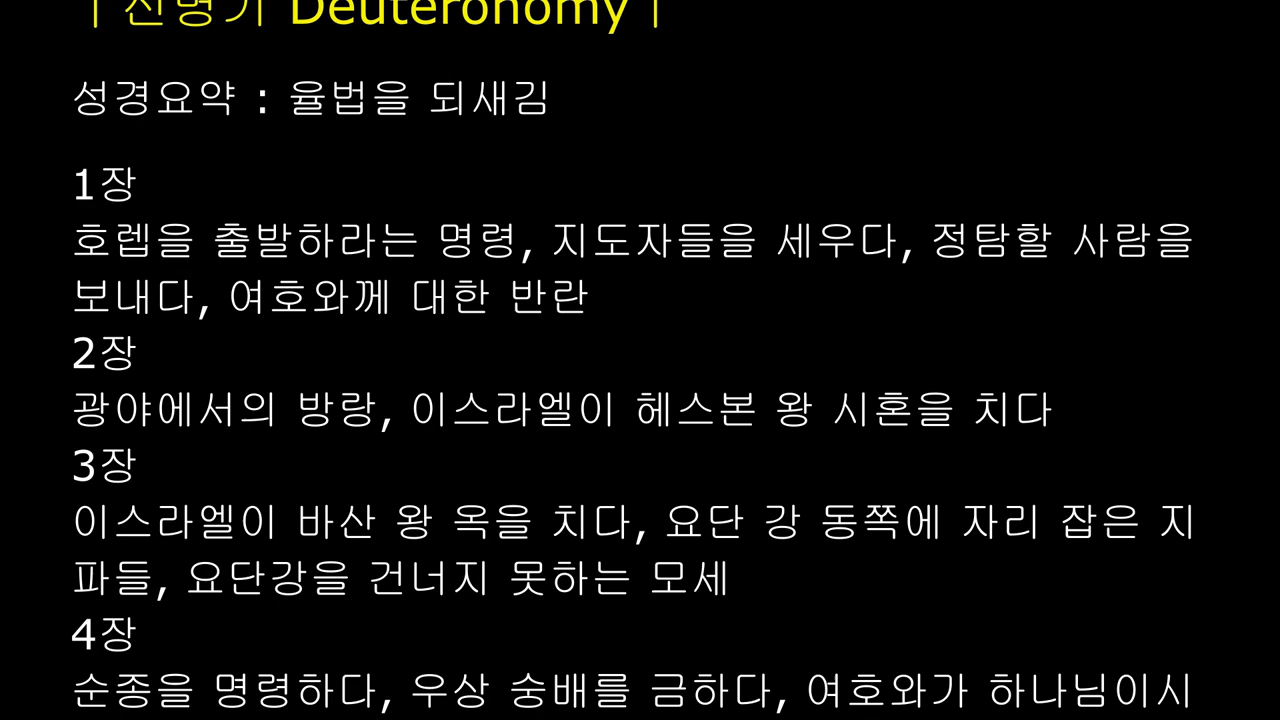 | 신명기 Deuteronomy |
성경요약 : 율법을 되새김
1장
호렙을 출발하라는 명령, 지도자들을 세우다, 정탐할 사람을
보내다, 여호와께 대한 반란
2장
광야에서의 방랑, 이스라엘이 헤스본 왕 시혼을 치다
3장
이스라엘이 바산 왕 옥을 치다, 요단 강 동쪽에 자리 잡은 지
파들, 요단강을 건너지 못하는 모세
4장
순종을 명령하다, 우상 숭배를 금하다, 여호와가 하나님이시